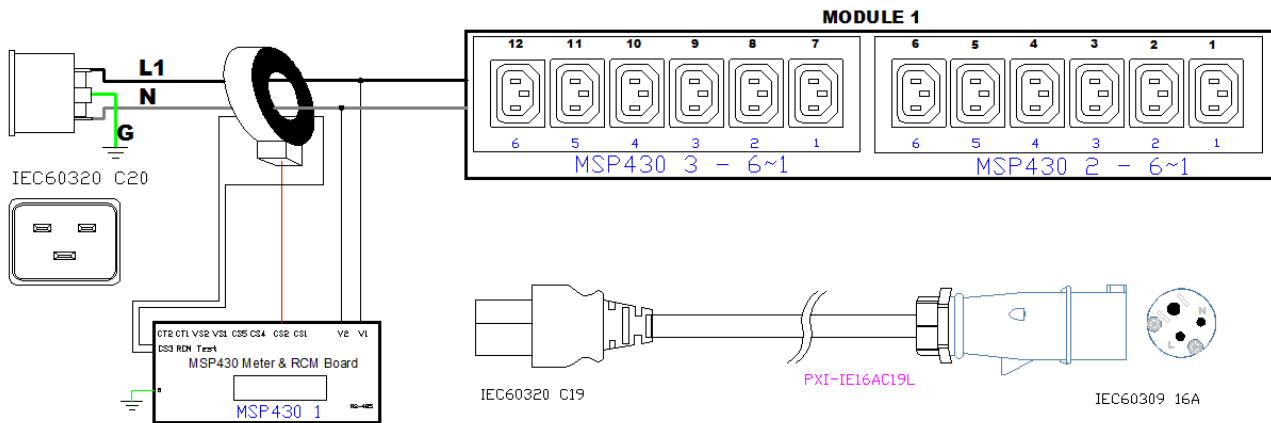 MODULE 1
12 11 10 9 8 7 6 5 4 3 2 1
L1
N
G
6 5 4 3 2 1 6 5 4 3 2 1
MSP430 3 - 6~1 MSP430 2 - 6~1
IEC60320 C20
CT2 CT1 VS2 VS1 CS5 CS4 CS2 CS1 V2 V1
CS3 RCM Test
MSP430 Meter & RCM Board
MSP430 1
RS-485
N
L
PXI-IE16AC19L
IEC60320 C19
IEC60309 16A